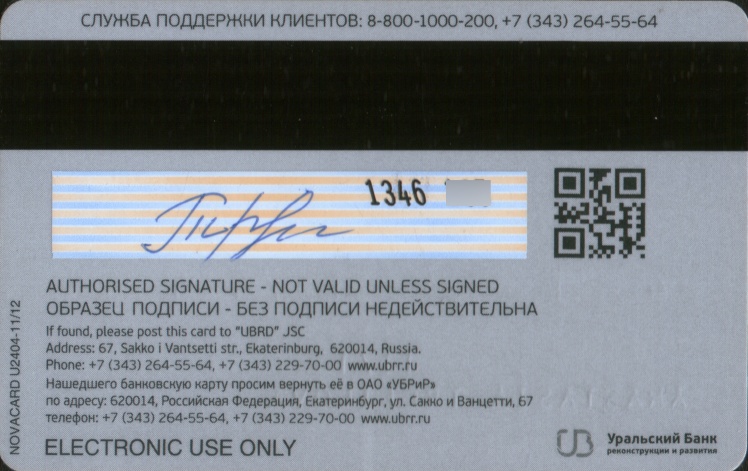 СЛУЖБА ПОДДЕРЖКИ КЛИЕНТОВ: 8-800-1000-200, +7 (343) 264-55-64
1346
AUTHORISED SIGNATURE - NOT VALID UNLESS SIGNED
ОБРАЗЕЦ ПОДПИСИ - БЕЗ ПОДПИСИ НЕДЕЙСТВИТЕЛЬНА
If found, please post this card to "UBRD" JSC
Address: 67, Sakko i Vantsetti str., Ekaterinburg, 620014, Russia.
Phone: +7 (343) 264-55-64, +7 (343) 229-70-00 www.ubrr.ru
Нашедшего банковскую карту просим вернуть её в ОАО «УБРиР»
по адресу: 620014, Российская Федерация, Екатеринбург, ул. Сакко и Ванцетти, 67
телефон: +7 (343) 264-55-64, +7 (343) 229-70-00 www.ubrr.ru
ELECTRONIC USE ONLY
NOVACARD U2404-11/12
Уральский Банк
реконструкции и развития